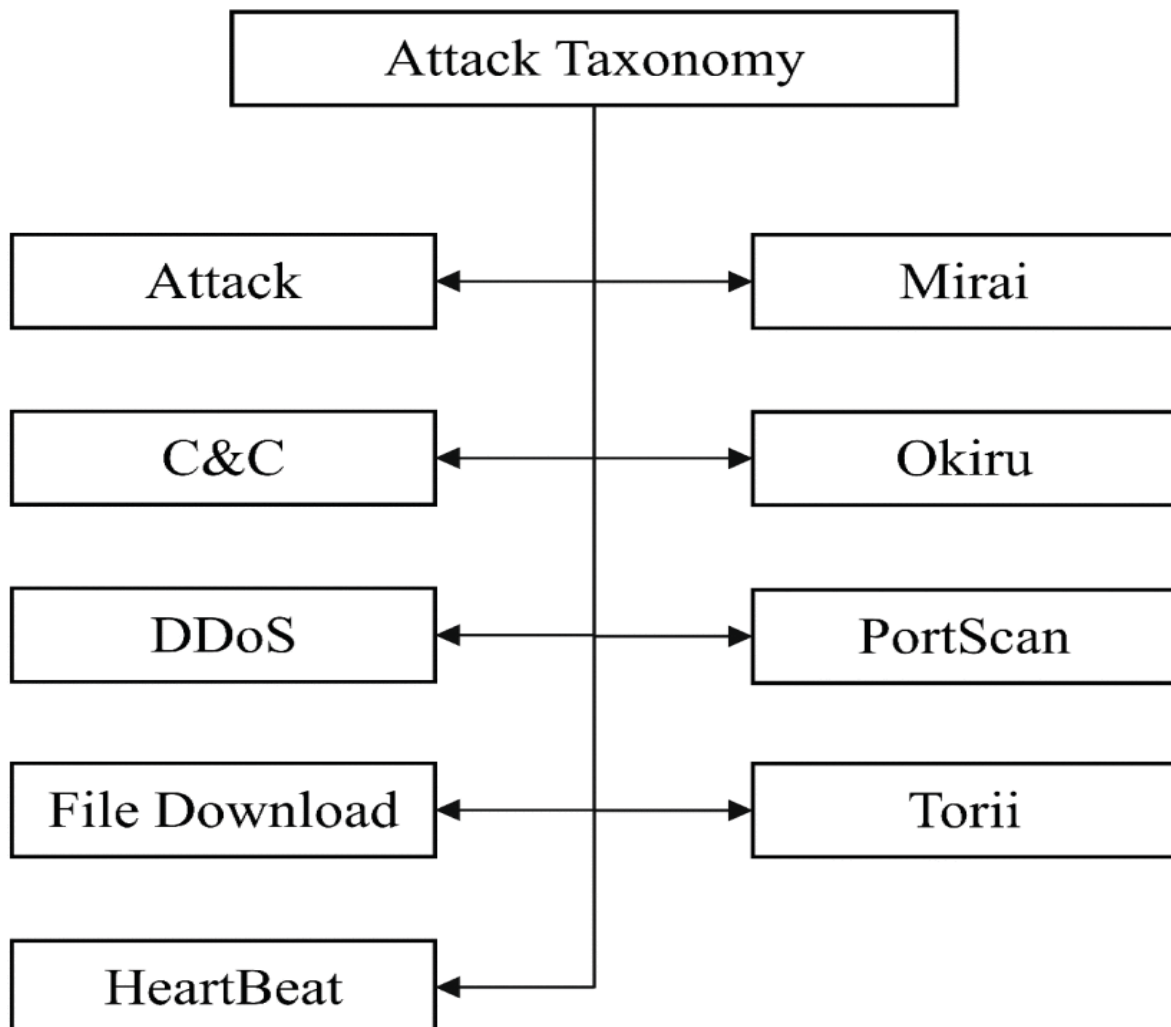 Attack Taxonomy
Attack
Mirai
C&C
Okiru
DDoS
PortScan
File Download
Torii
HeartBeat